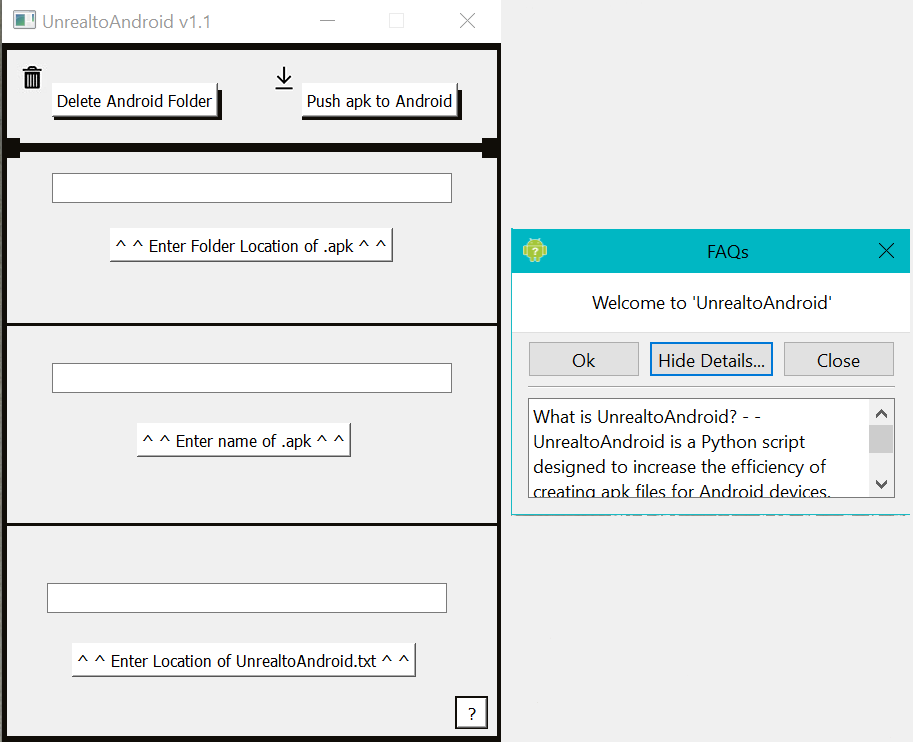 UnrealtoAndroid v1.1
Delete Android Folder
Push apk to Android
^ ^ Enter Folder Location of .apk ^ ^
^ ^ Enter name of .apk ^ ^
^ ^ Enter Location of UnrealtoAndroid.txt ^ ^
?
FAQs
Welcome to 'UnrealtoAndroid'
Ok
Hide Details...
Close
What is UnrealtoAndroid? - -
UnrealtoAndroid is a Python script
designed to increase the efficiency of
creating apk files for Android devices.